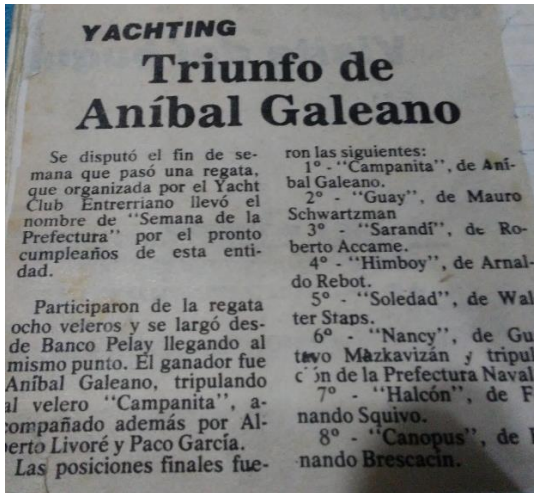 YACHTING
Triunfo de
Aníbal Galeano
Se disputó el fin de se-
mana que pasó una regata,
que organizada por el Yacht
Club Entrerriano llevó el
nombre de "Semana de la
Prefectura" por el pronto
cumpleaños de esta enti-
dad.
Participaron de la regata
ocho veleros y se largó des-
de Banco Pelay llegando al
mismo punto. El ganador fue
Aníbal Galeano, tripulando
al velero "Campanita", a-
compañado además por Al-
berto Livoré y Paco García.
Las posiciones finales fue-
ron las siguientes:
1º - "Campanita", de Aní-
bal Galeano.
2º - "Guay", de Mauro
Schwartzman
3º - "Sarandí", de Ro-
berto Accame.
4º - "Himboy", de Arnal-
do Rebot.
5º - "Soledad", de Wal
ter Staps.
6º - "Nancy", de Gu
tavo Mazkavizán y tripul
ción de la Prefectura Naval
7º - "Halcón", de F
nando Squivo.
8º - "Canopus", de
nando Brescacin.